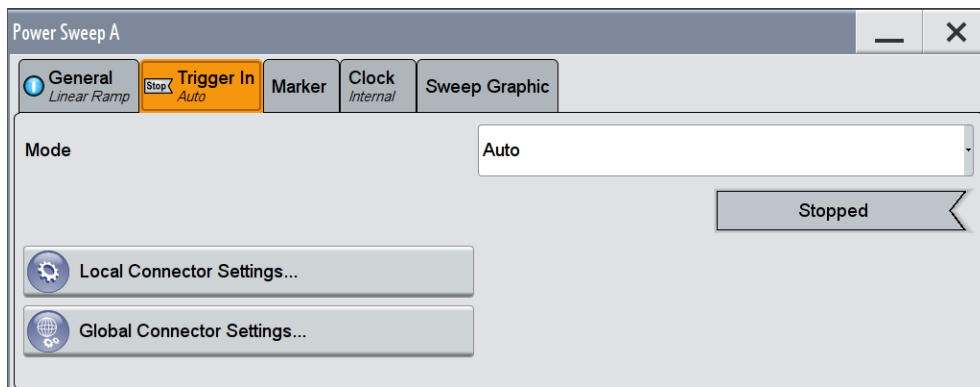 Power Sweep A
General
Linear Ramp
Stop
Trigger In
Auto
Marker
Clock
Internal
Sweep Graphic
Mode
Auto
Stopped
Local Connector Settings...
Global Connector Settings...